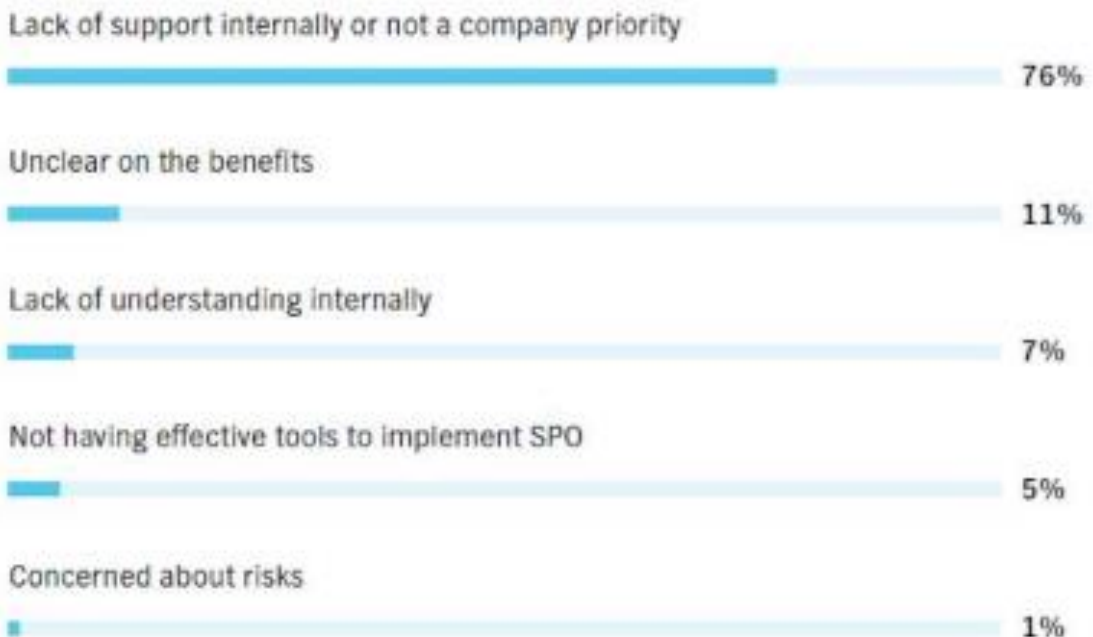 Lack of support internally or not a company priority
76%
Unclear on the benefits
11%
Lack of understanding internally
7%
Not having effective tools to implement SPO
5%
Concerned about risks
1%